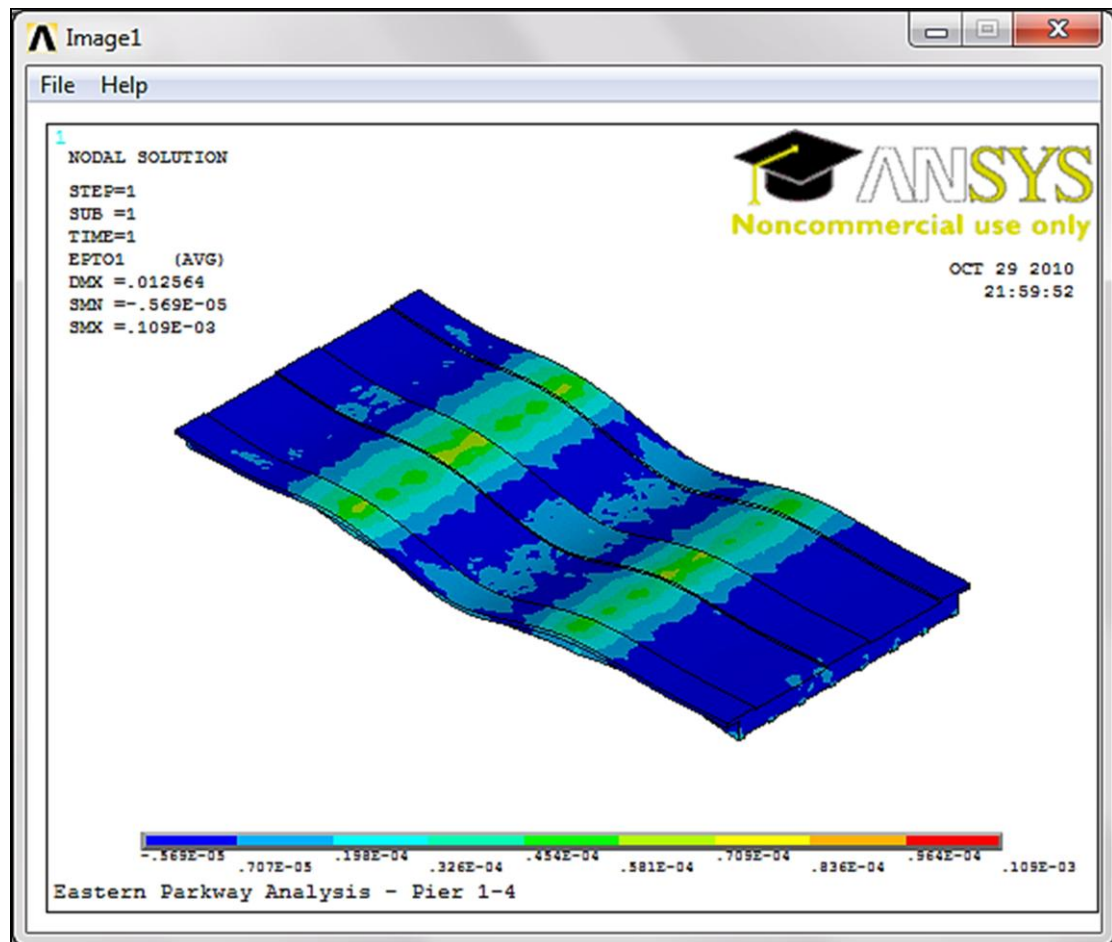 Image1
File Help
1
NODAL SOLUTION
STEP=1
SUB =1
TIME=1
EPTO1 (AVG)
DMX =.012564
SMN =-.569E-05
SMX =.109E-03
ANSYS
Noncommercial use only
OCT 29 2010
21:59:52
-.569E-05 .198E-04 .454E-04 .709E-04 .964E-04
.707E-05 .326E-04 .581E-04 .836E-04 .109E-03
Eastern Parkway Analysis - Pier 1-4